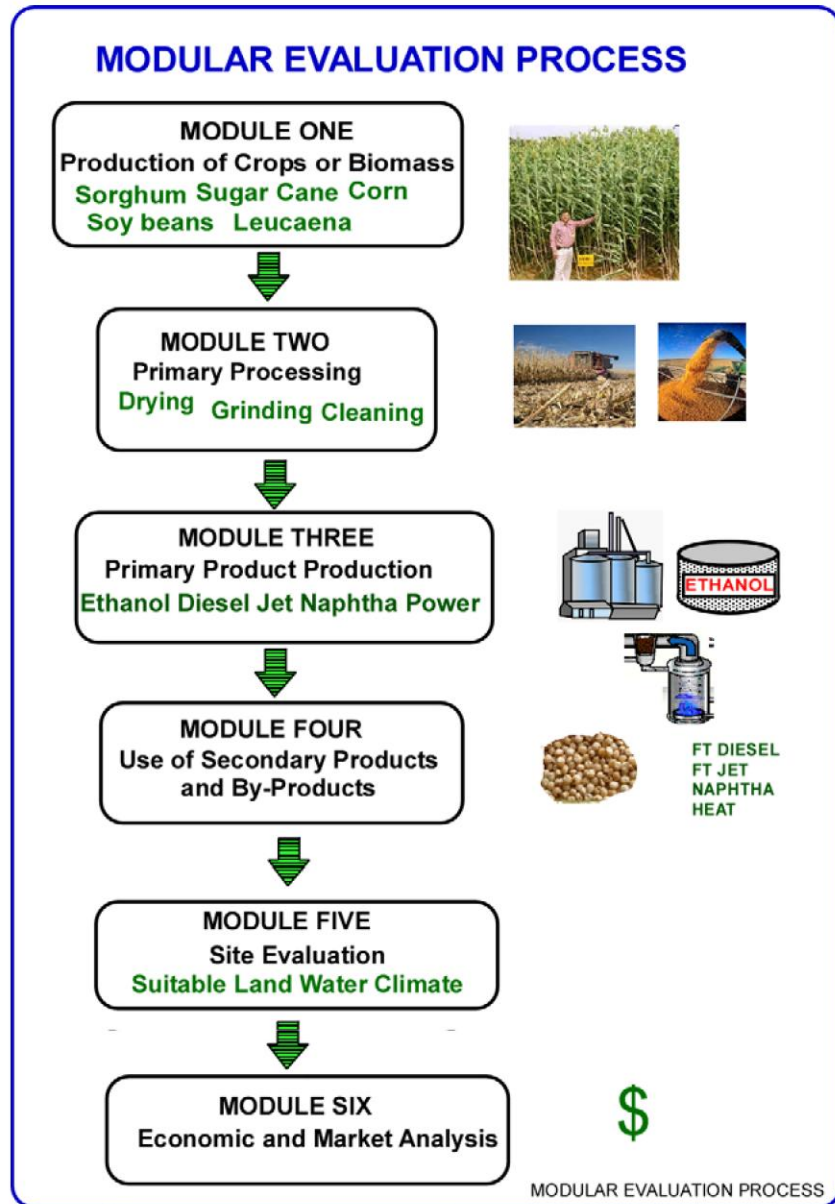 MODULAR EVALUATION PROCESS
MODULE ONE
Production of Crops or Biomass
Sorghum Sugar Cane Corn
Soy beans Leucaena
MODULE TWO
Primary Processing
Drying Grinding Cleaning
MODULE THREE
Primary Product Production
Ethanol Diesel Jet Naphtha Power
ETHANOL
MODULE FOUR
Use of Secondary Products
and By-Products
FT DIESEL
FT JET
NAPHTHA
HEAT
MODULE FIVE
Site Evaluation
Suitable Land Water Climate
MODULE SIX
Economic and Market Analysis
$
MODULAR EVALUATION PROCESS